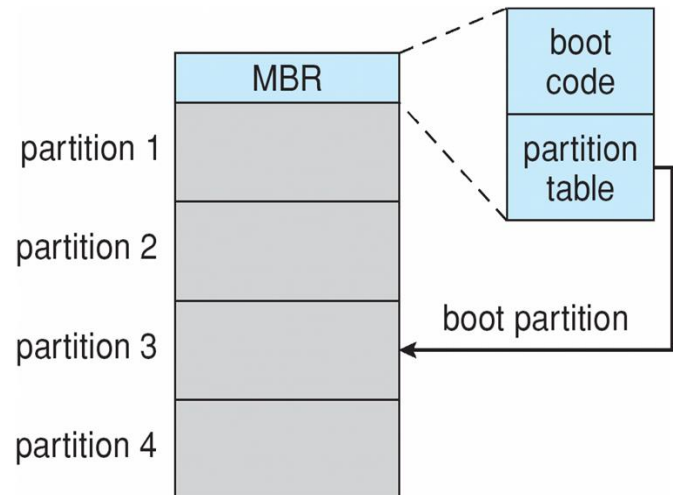 MBR
boot
code
partition
table
partition 1
partition 2
boot partition
partition 3
partition 4